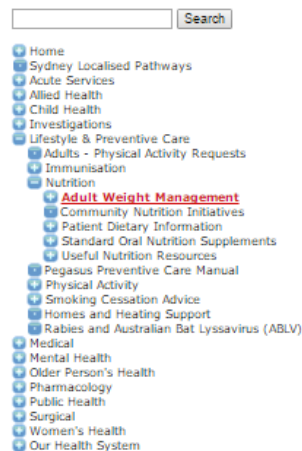 Search
Home
Sydney Localised Pathways
Acute Services
Allied Health
Child Health
Investigations
Lifestyle & Preventive Care
Adults - Physical Activity Requests
Immunisation
Nutrition
Adult Weight Management
Community Nutrition Initiatives
Patient Dietary Information
Standard Oral Nutrition Supplements
Useful Nutrition Resources
Pegasus Preventive Care Manual
Physical Activity
Smoking Cessation Advice
Homes and Heating Support
Rabies and Australian Bat Lyssavirus (ABLV)
Medical
Mental Health
Older Person's Health
Pharmacology
Public Health
Surgical
Women's Health
Our Health System